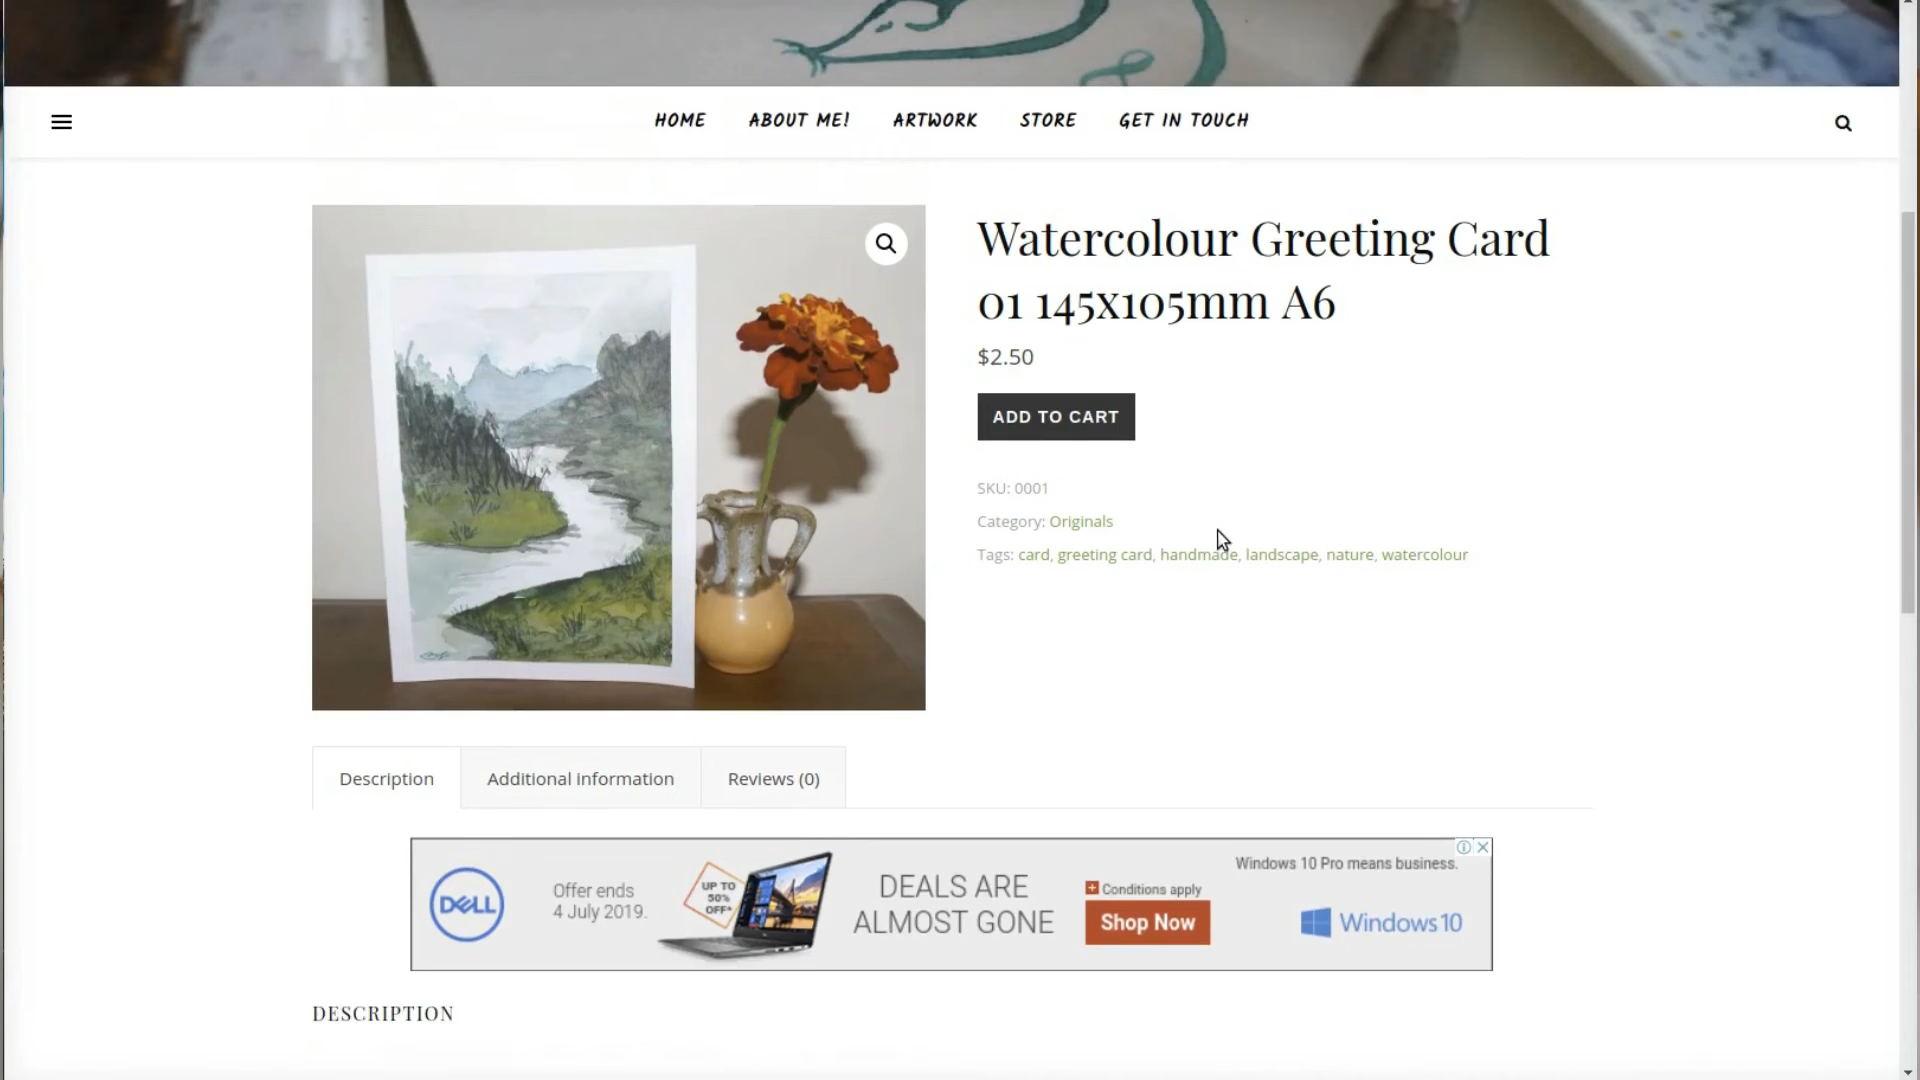 HOME ABOUT ME! ARTWORK STORE GET IN TOUCH
Watercolour Greeting Card
01 145x105mm A6
$2.50
ADD TO CART
SKU: 0001
Category: Originals
Tags: card, greeting card, handmade, landscape, nature, watercolour
Description Additional information Reviews (0)
DELL
Offer ends
4 July 2019.
UP TO
50%
OFF*
DEALS ARE
ALMOST GONE
Conditions apply
Shop Now
Windows 10 Pro means business.
Windows 10
DESCRIPTION